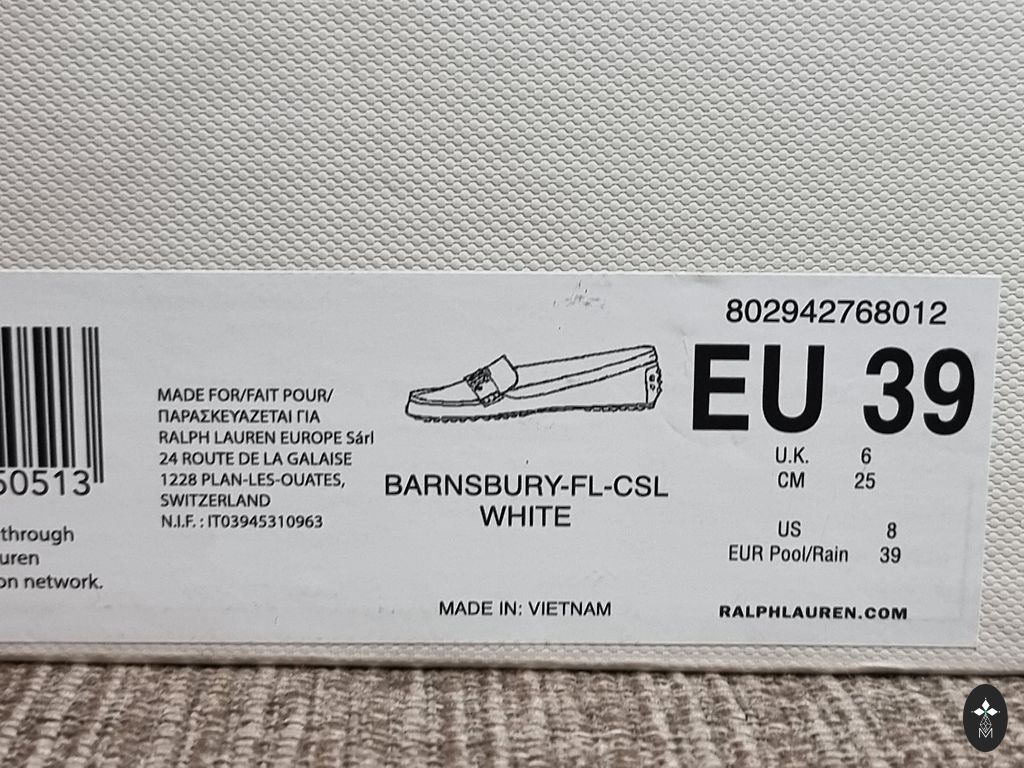 50513
through
uren
on network.
MADE FOR/FAIT POUR/
ΠΑΡΑΣΚΕΥΑΖΕΤΑΙ ΓΙΑ
RALPH LAUREN EUROPE Sárl
24 ROUTE DE LA GALAISE
1228 PLAN-LES-OUATES,
SWITZERLAND
N.I.F. : IT03945310963
BARNSBURY-FL-CSL
WHITE
MADE IN: VIETNAM
802942768012
EU 39
U.K. 6
CM 25
US 8
EUR Pool/Rain 39
RALPHLAUREN.COM
M